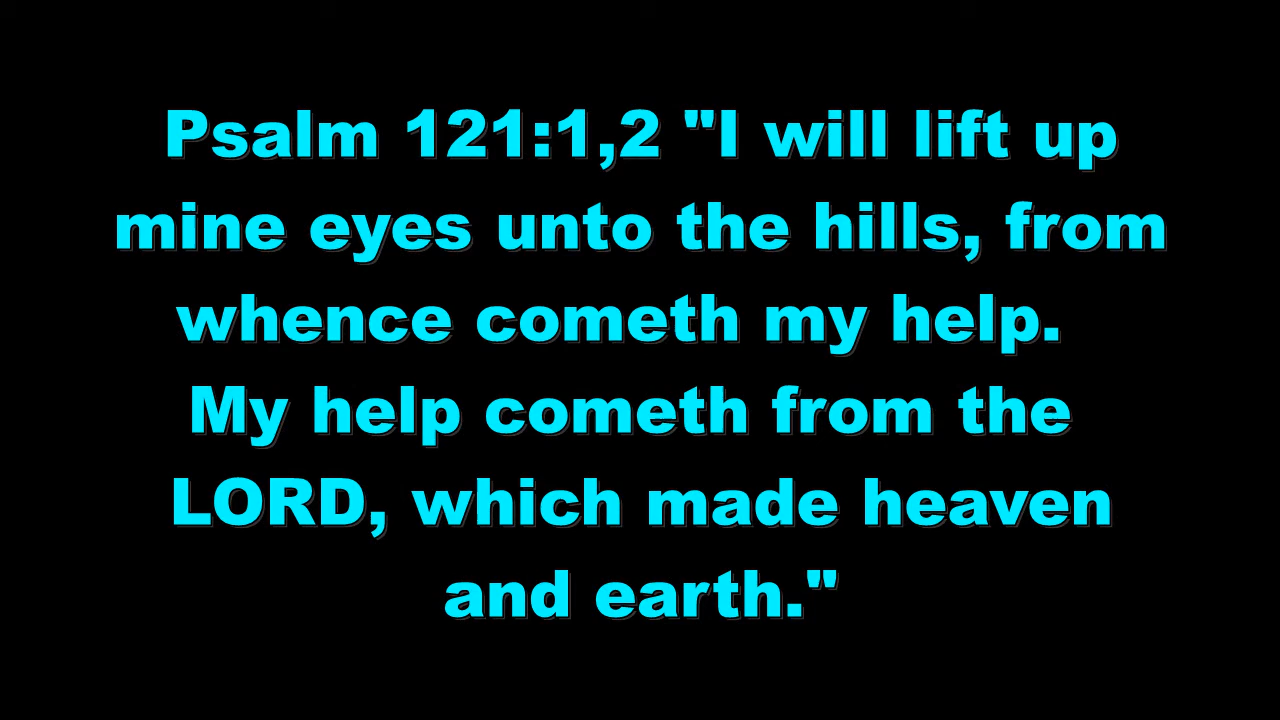 Psalm 121:1,2 "I will lift up
mine eyes unto the hills, from
whence cometh my help.
My help cometh from the
LORD, which made heaven
and earth."